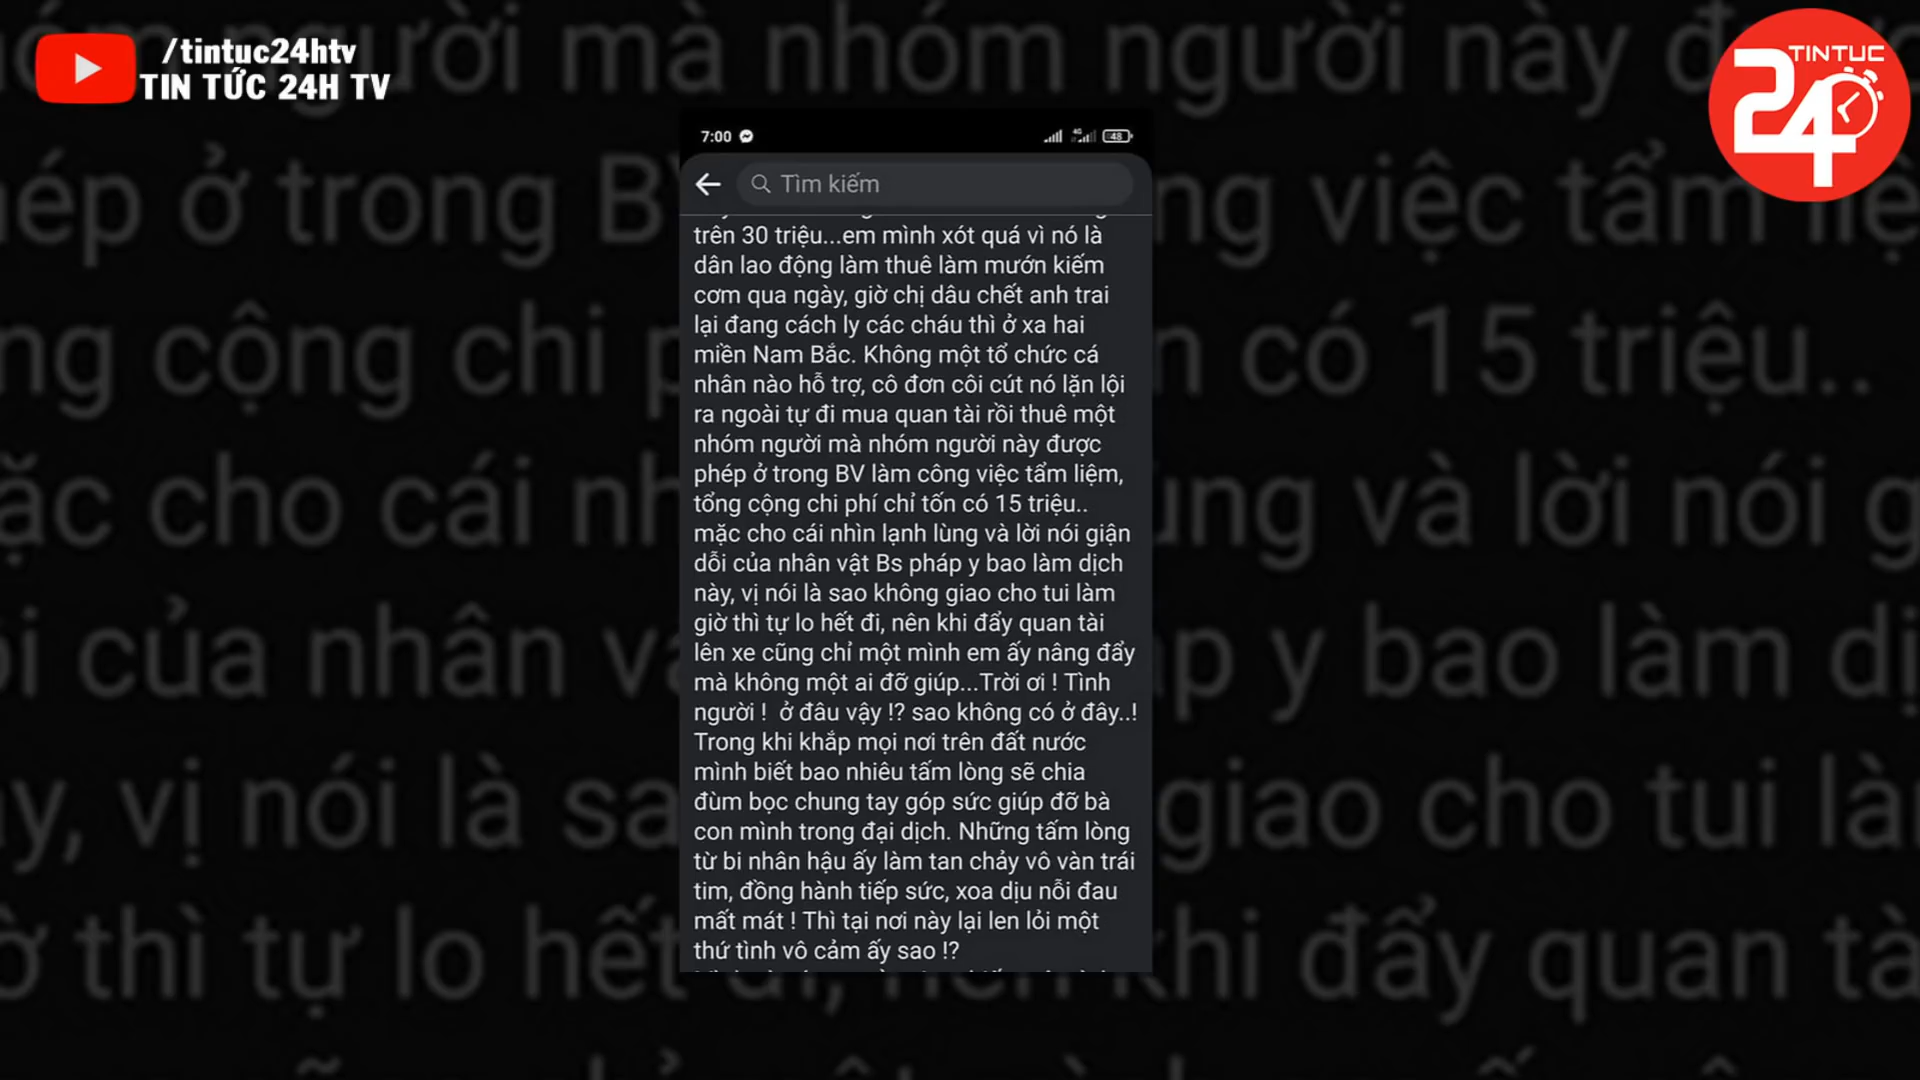 /tintuc24htv
TIN TỨC 24H TV
TINTUC
24
7:00
4G
48
Tìm kiếm
trên 30 triệu...em mình xót quá vì nó là
dân lao động làm thuê làm mướn kiếm
cơm qua ngày, giờ chị dâu chết anh trai
lại đang cách ly các cháu thì ở xa hai
miền Nam Bắc. Không một tổ chức cá
nhân nào hỗ trợ, cô đơn côi cút nó lặn lội
ra ngoài tự đi mua quan tài rồi thuê một
nhóm người mà nhóm người này được
phép ở trong BV làm công việc tẩm liệm,
tổng cộng chi phí chỉ tốn có 15 triệu..
mặc cho cái nhìn lạnh lùng và lời nói giận
dỗi của nhân vật Bs pháp y bao làm dịch
này, vị nói là sao không giao cho tui làm
giờ thì tự lo hết đi, nên khi đẩy quan tài
lên xe cũng chỉ một mình em ấy nâng đẩy
mà không một ai đỡ giúp...Trời ơi ! Tình
người !  ở đâu vậy !? sao không có ở đây..!
Trong khi khắp mọi nơi trên đất nước
mình biết bao nhiêu tấm lòng sẽ chia
đùm bọc chung tay góp sức giúp đỡ bà
con mình trong đại dịch. Những tấm lòng
từ bi nhân hậu ấy làm tan chảy vô vàn trái
tim, đồng hành tiếp sức, xoa dịu nỗi đau
mất mát ! Thì tại nơi này lại len lỏi một
thứ tình vô cảm ấy sao !?